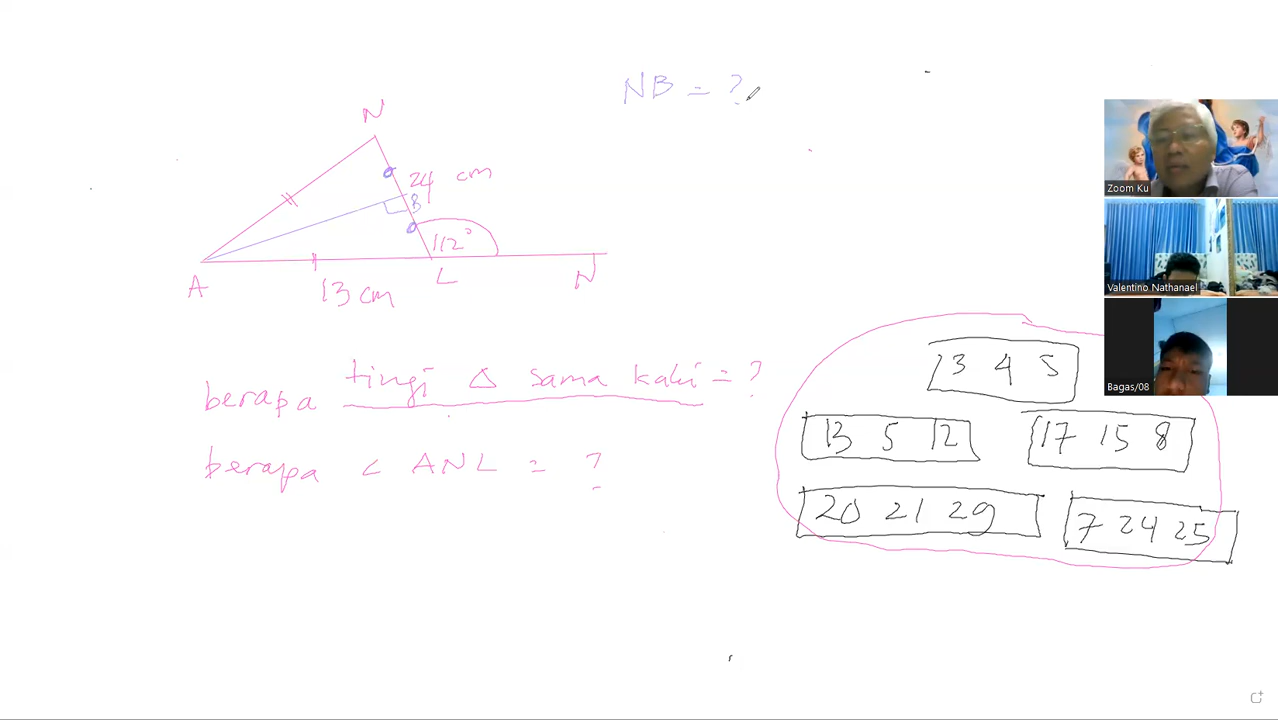 NB = ?
N
24 cm
B
112°
A
L
N
13 cm
berapa tingi △ sama kaki = ?
berapa < ANL = ?
3 4 5
13 5 12
17 15 8
20 21 29
7 24 25
Zoom Ku
Valentino Nathanael
Bagas/08